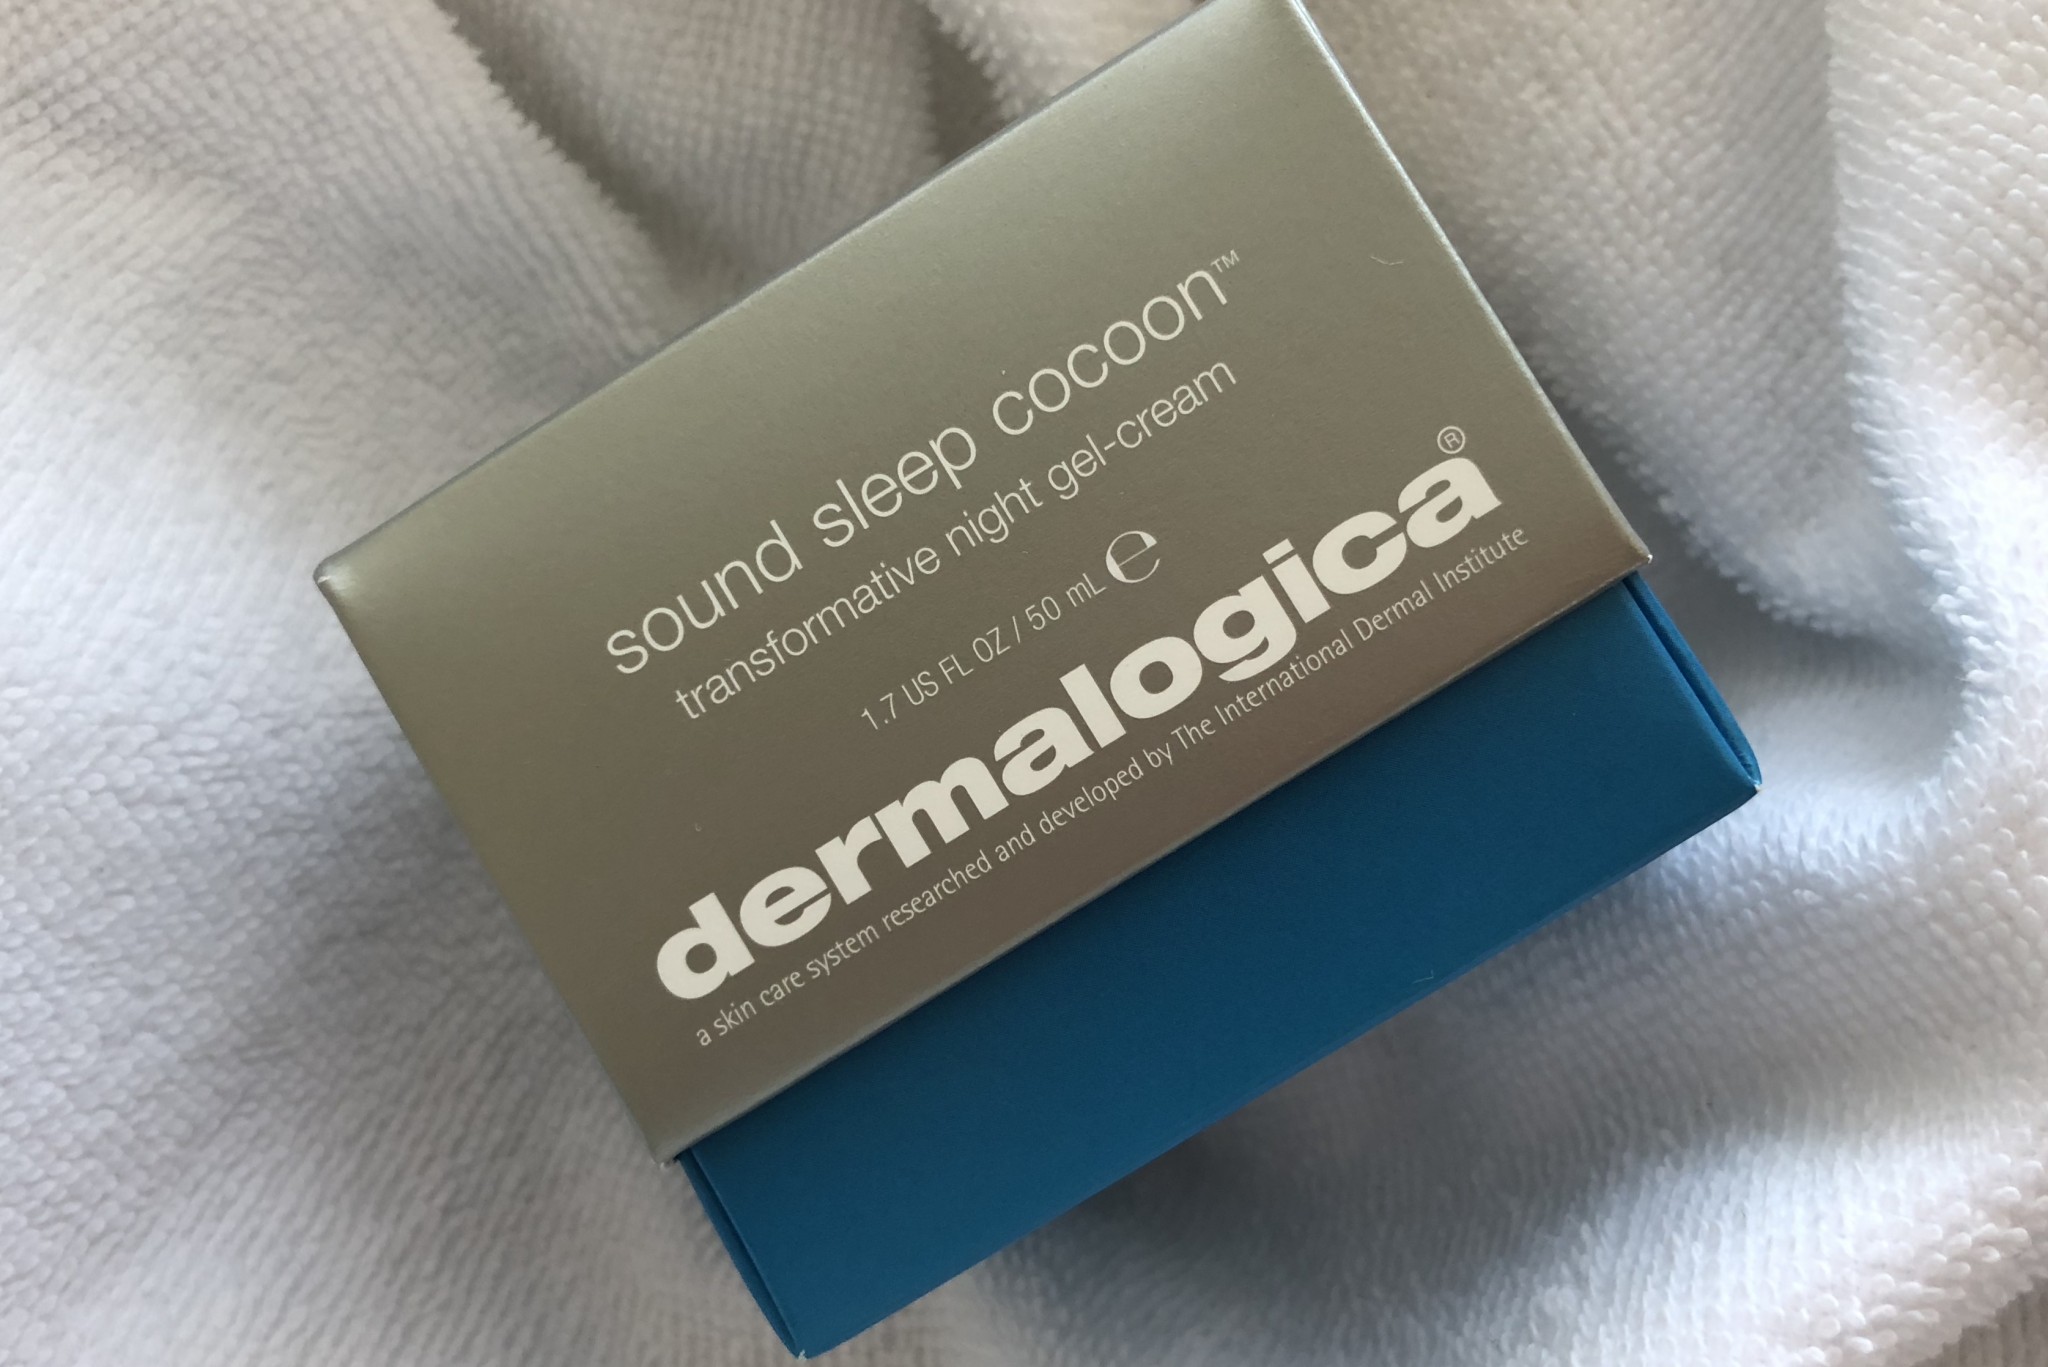 sound sleep cocoon™
transformative night gel-cream
1.7 US FL OZ / 50 mL ℮
dermalogica®
a skin care system researched and developed by The International Dermal Institute